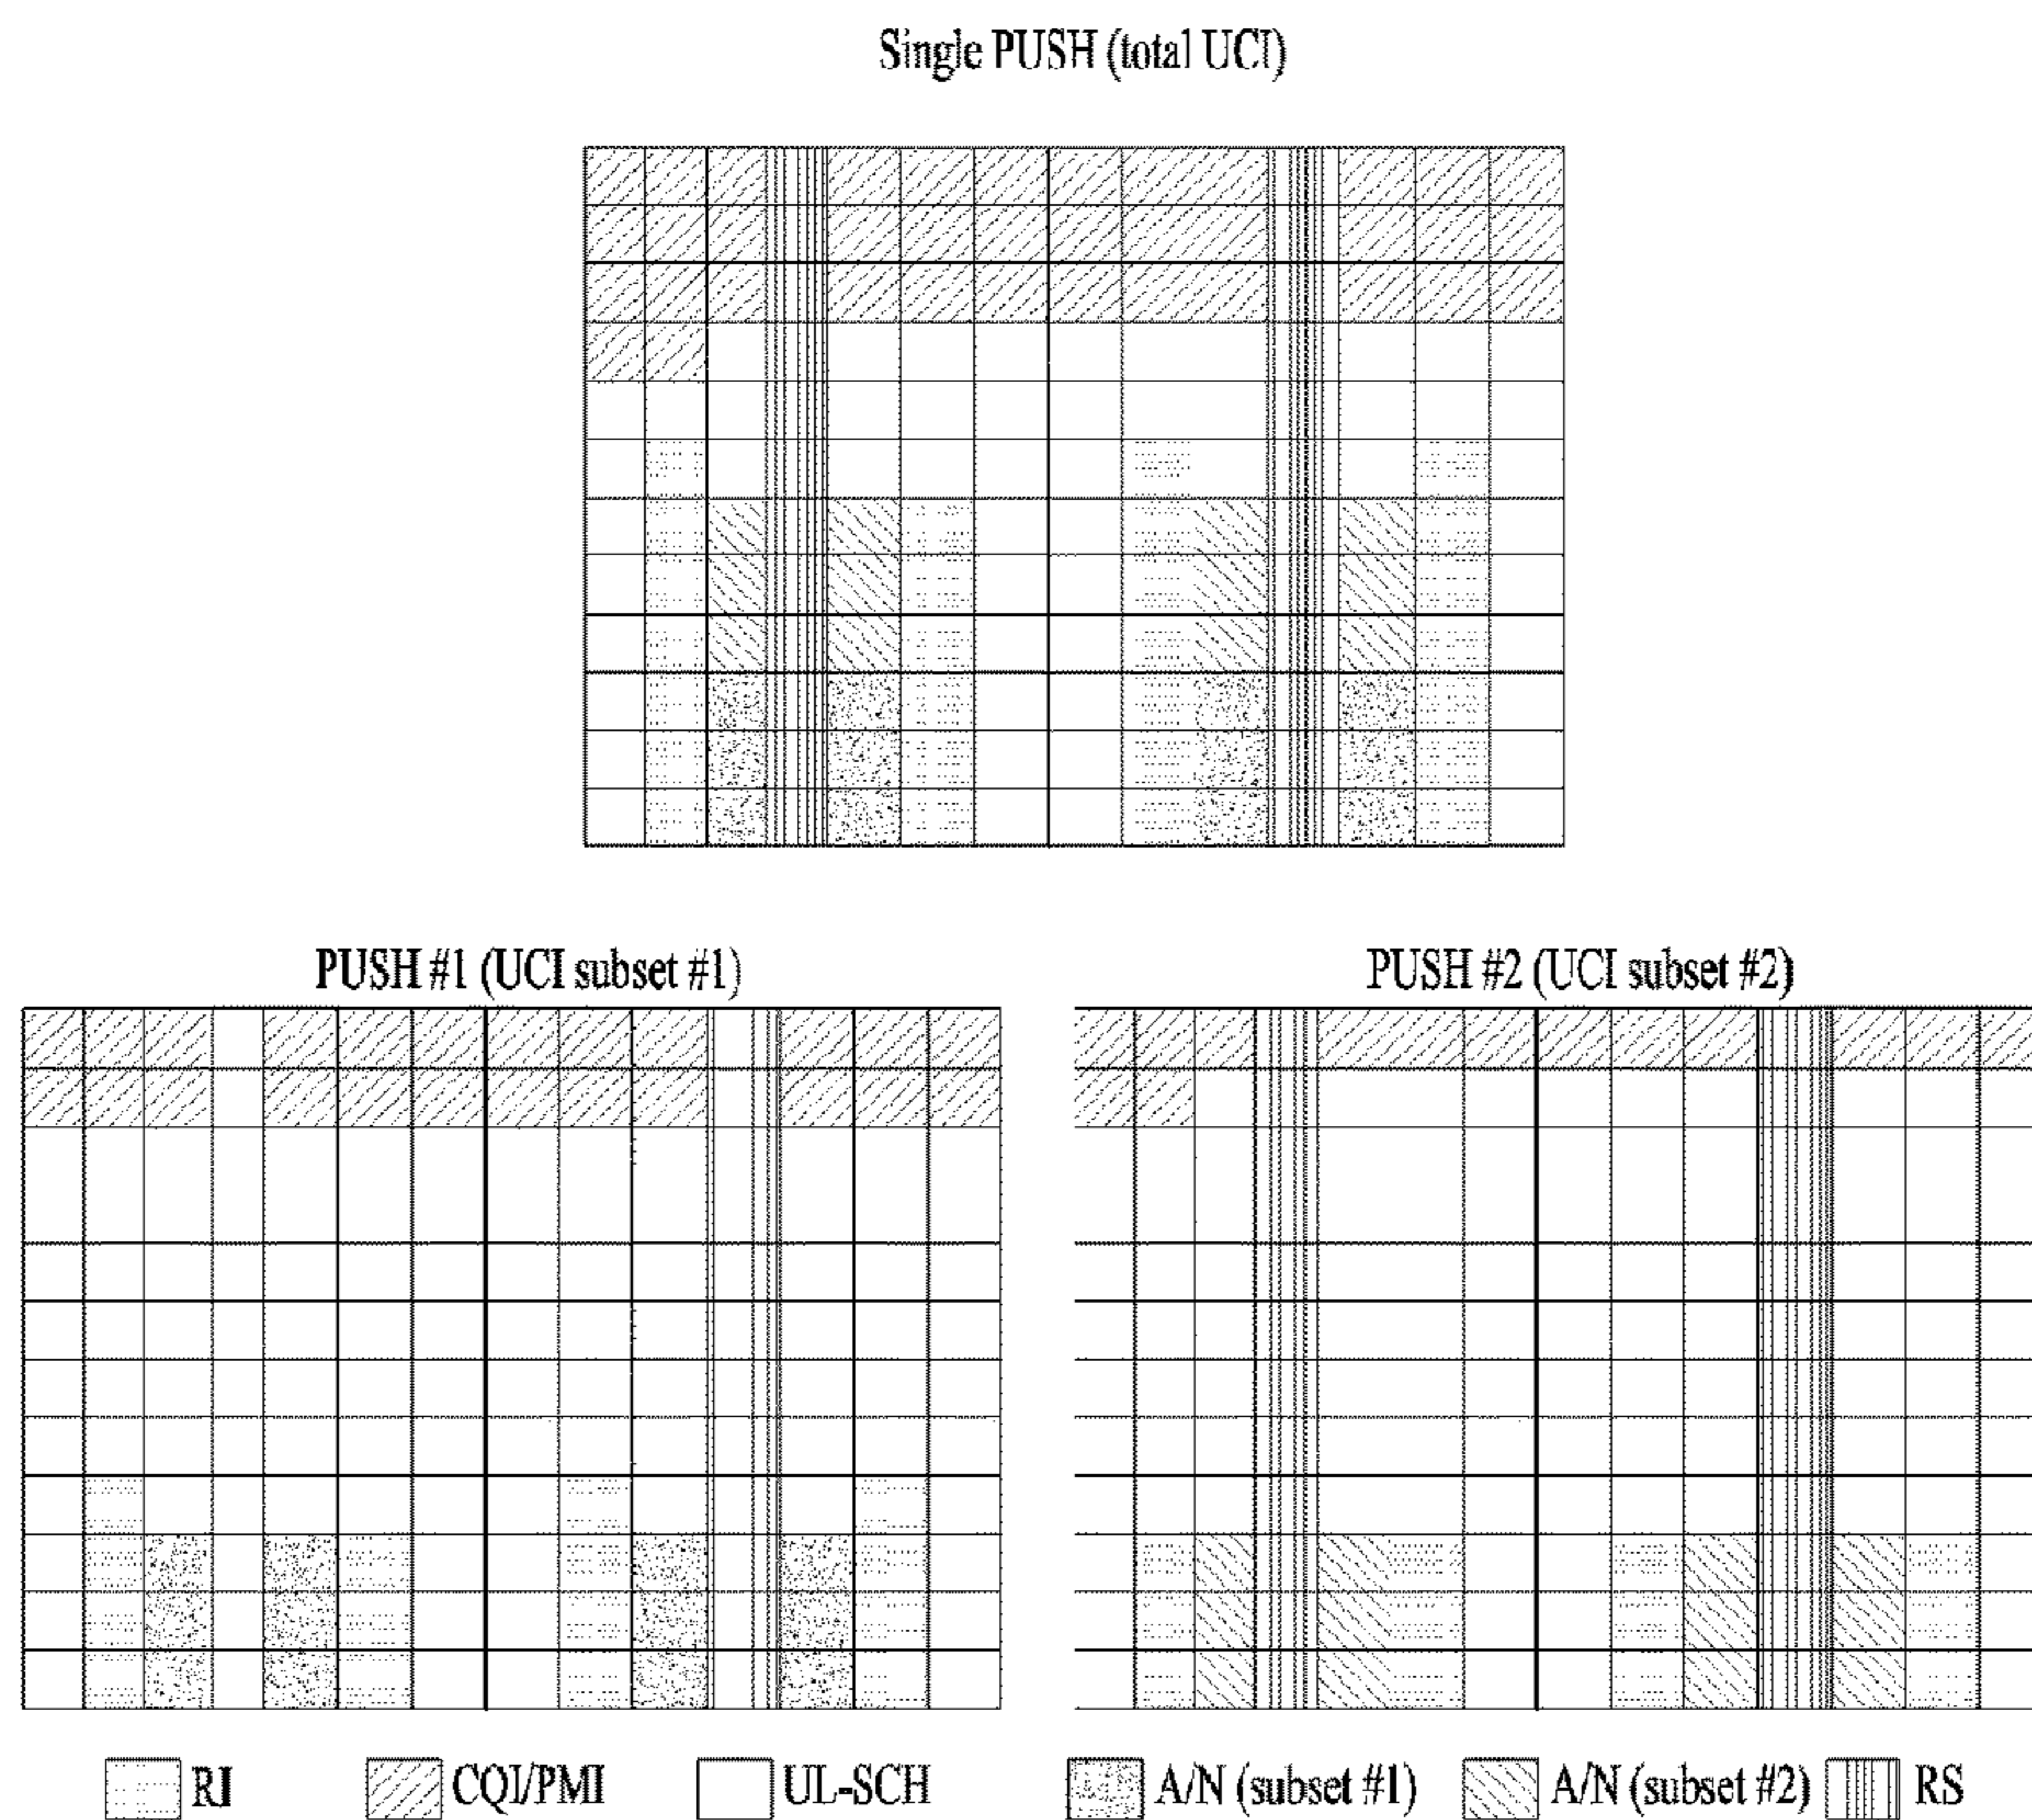 Single PUSH (total UCI)
PUSH #1 (UCI subset #1)
PUSH #2 (UCI subset #2)
RI
CQI/PMI
UL-SCH
A/N (subset #1)
A/N (subset #2)
RS